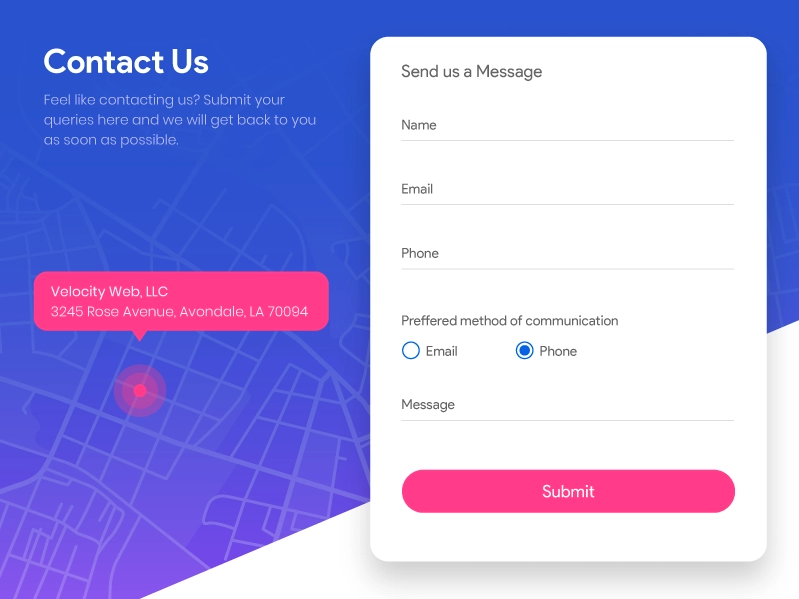 Contact Us
Feel like contacting us? Submit your
queries here and we will get back to you
as soon as possible.
Velocity Web, LLC
3245 Rose Avenue, Avondale, LA 70094
Send us a Message
Name
Email
Phone
Preffered method of communication
Email
Phone
Message
Submit